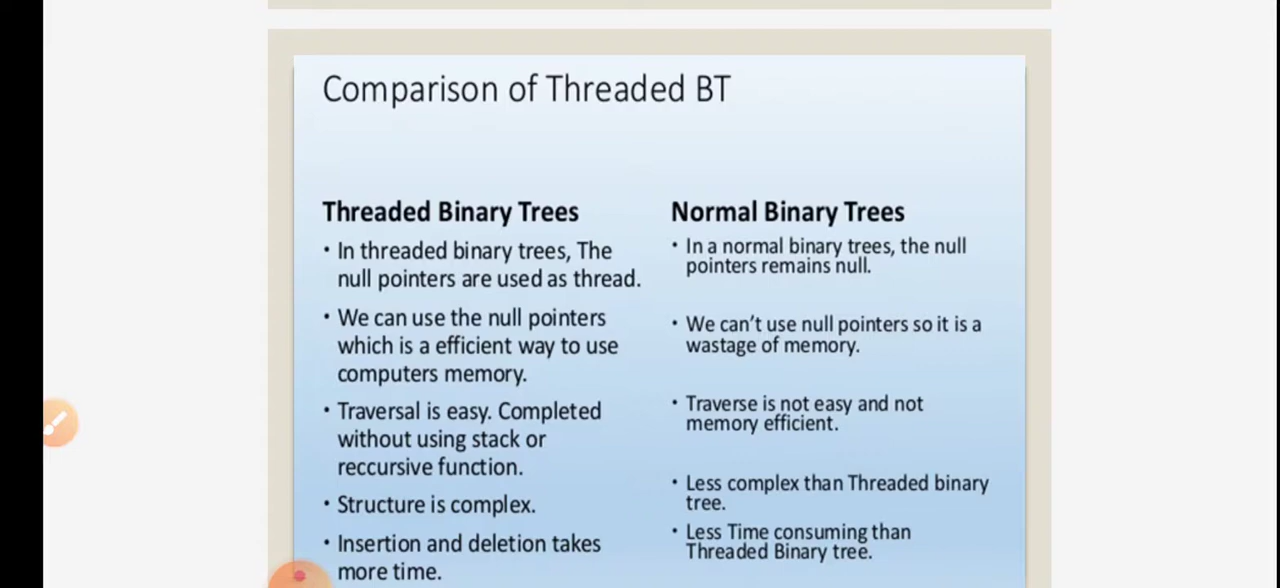 Comparison of Threaded BT
Threaded Binary Trees
• In threaded binary trees, The
null pointers are used as thread.
• We can use the null pointers
which is a efficient way to use
computers memory.
• Traversal is easy. Completed
without using stack or
reccursive function.
• Structure is complex.
• Insertion and deletion takes
more time.
Normal Binary Trees
• In a normal binary trees, the null
pointers remains null.
• We can't use null pointers so it is a
wastage of memory.
• Traverse is not easy and not
memory efficient.
• Less complex than Threaded binary
tree.
• Less Time consuming than
Threaded Binary tree.